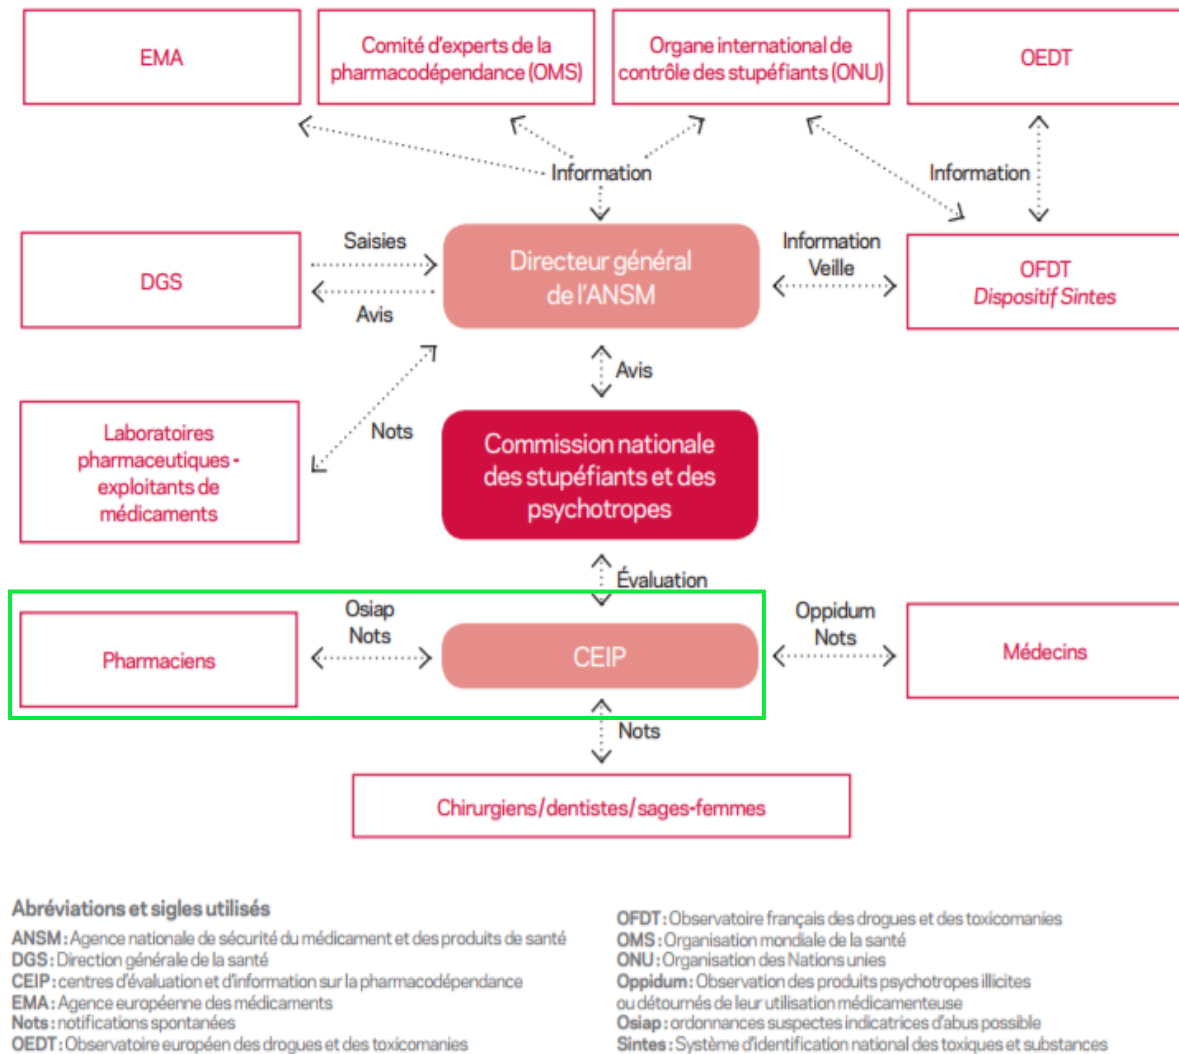 EMA
Comité d'experts de la
pharmacodépendance (OMS)
Organe international de
contrôle des stupéfiants (ONU)
OEDT
Information
Information
DGS
Saisies
Avis
Directeur général
de l'ANSM
Information
Veille
OFDT
Dispositif Sintes
Avis
Laboratoires
pharmaceutiques -
exploitants de
médicaments
Nots
Commission nationale
des stupéfiants et des
psychotropes
Évaluation
Pharmaciens
Osiap
Nots
CEIP
Oppidum
Nots
Médecins
Nots
Chirurgiens/dentistes/sages-femmes
Abréviations et sigles utilisés
ANSM : Agence nationale de sécurité du médicament et des produits de santé
DGS : Direction générale de la santé
CEIP : centres d'évaluation et d'information sur la pharmacodépendance
EMA : Agence européenne des médicaments
Nots : notifications spontanées
OEDT : Observatoire européen des drogues et des toxicomanies
OFDT : Observatoire français des drogues et des toxicomanies
OMS : Organisation mondiale de la santé
ONU : Organisation des Nations unies
Oppidum : Observation des produits psychotropes illicites
ou détournés de leur utilisation médicamenteuse
Osiap : ordonnances suspectes indicatrices d'abus possible
Sintes : Système d'identification national des toxiques et substances